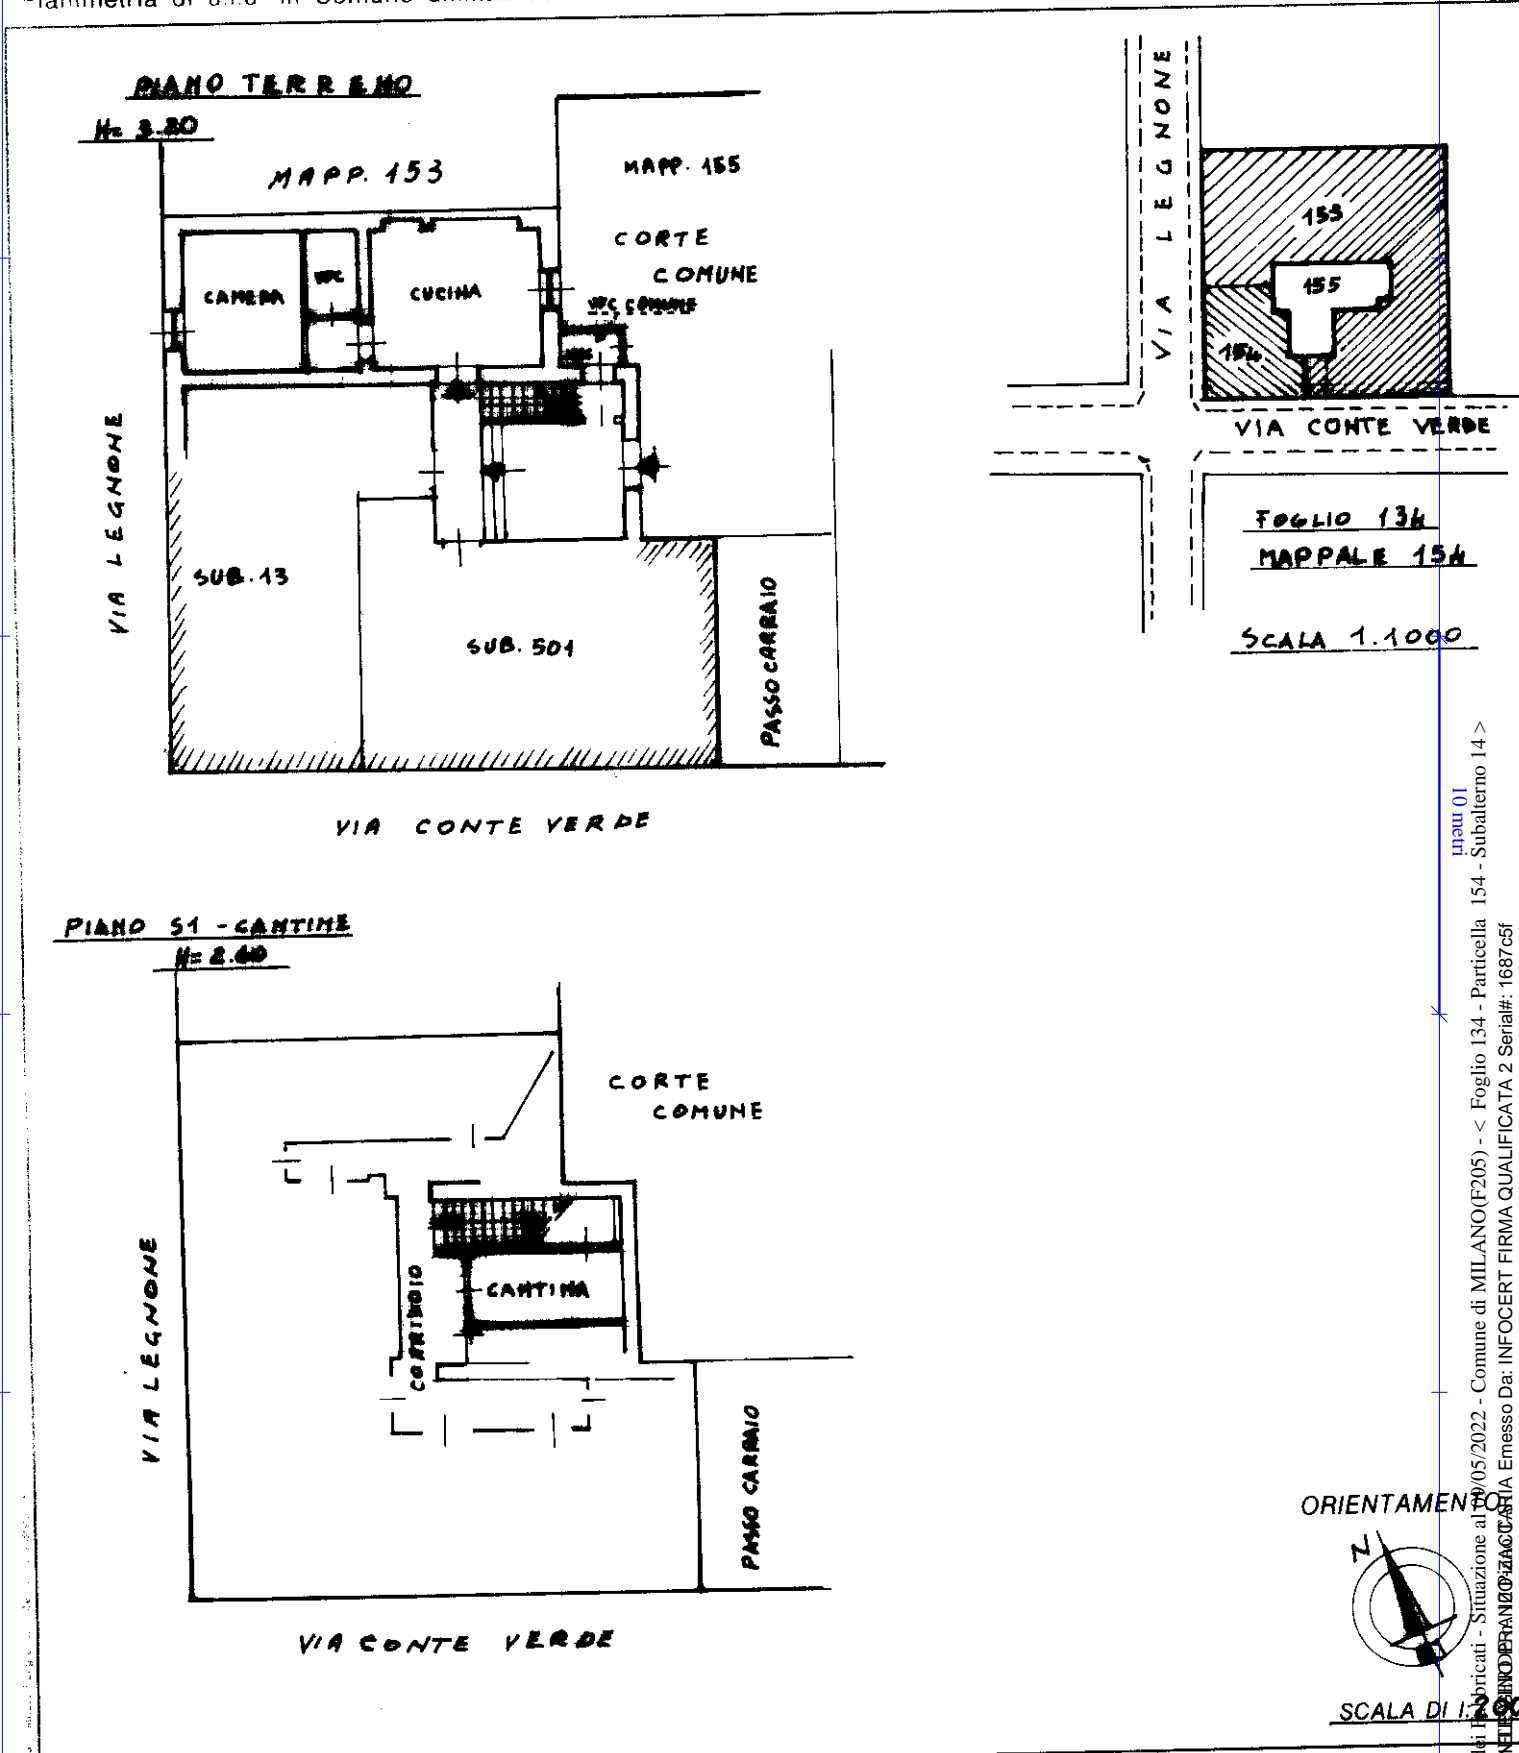 PIANO TERRENO
H= 3.80
MAPP. 153
MAPP. 155
CORTE
COMUNE
WC COMUNE
CAMERA
WC
CUCINA
VIA LEGNONE
SUB. 13
SUB. 501
PASSO CARRAIO
VIA CONTE VERDE
VIA LEGNONE
153
155
154
VIA CONTE VERDE
FOGLIO 134
MAPPALE 154
SCALA 1.1000
10 metri
PIANO S1 - CANTINE
H= 2.40
CORTE
COMUNE
VIA LEGNONE
CORRIDOIO
CANTINA
PASSO CARRAIO
VIA CONTE VERDE
ORIENTAMENTO
N
SCALA DI 1:200
Situazione al 19/05/2022 - Comune di MILANO(F205) - < Foglio 134 - Particella 154 - Subalterno 14 >
Emesso Da: INFOCERT FIRMA QUALIFICATA 2 Serial#: 1687c5f